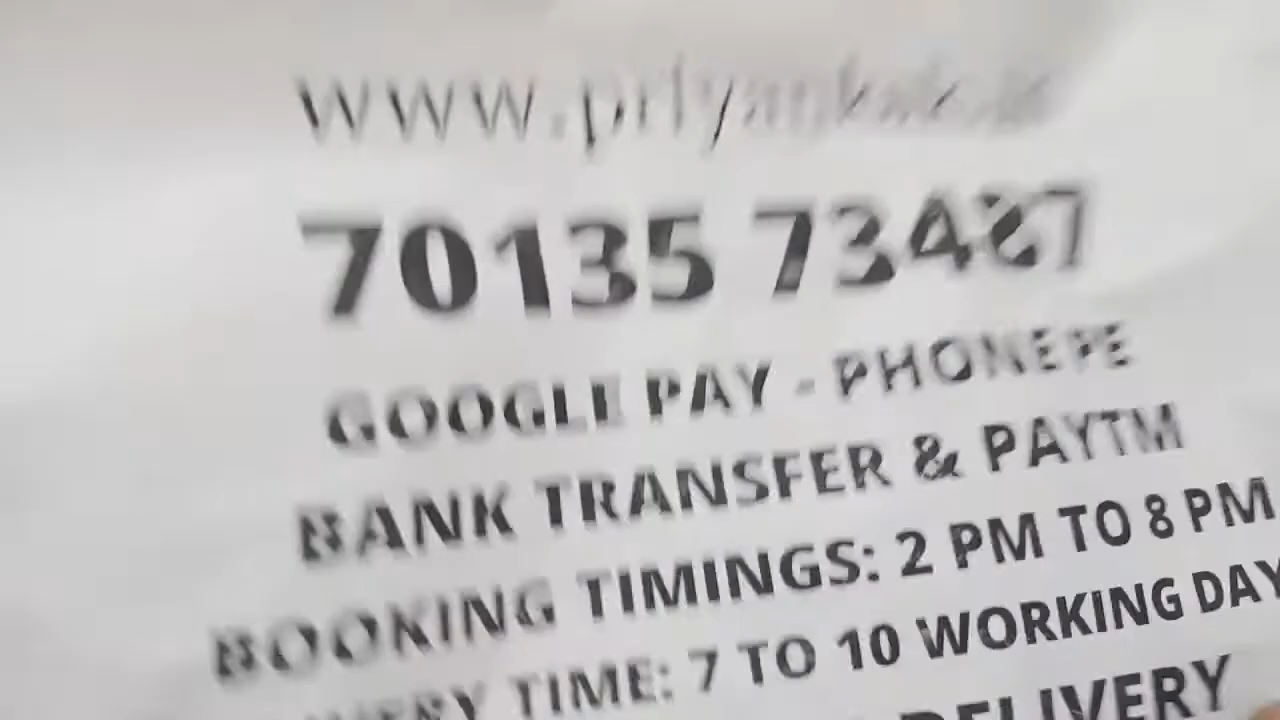 70135 73487
GOOGLE PAY - PHONEPE
BANK TRANSFER & PAYTM
BOOKING TIMINGS: 2 PM TO 8 PM
TIME: 7 TO 10 WORKING DAY
DELIVERY